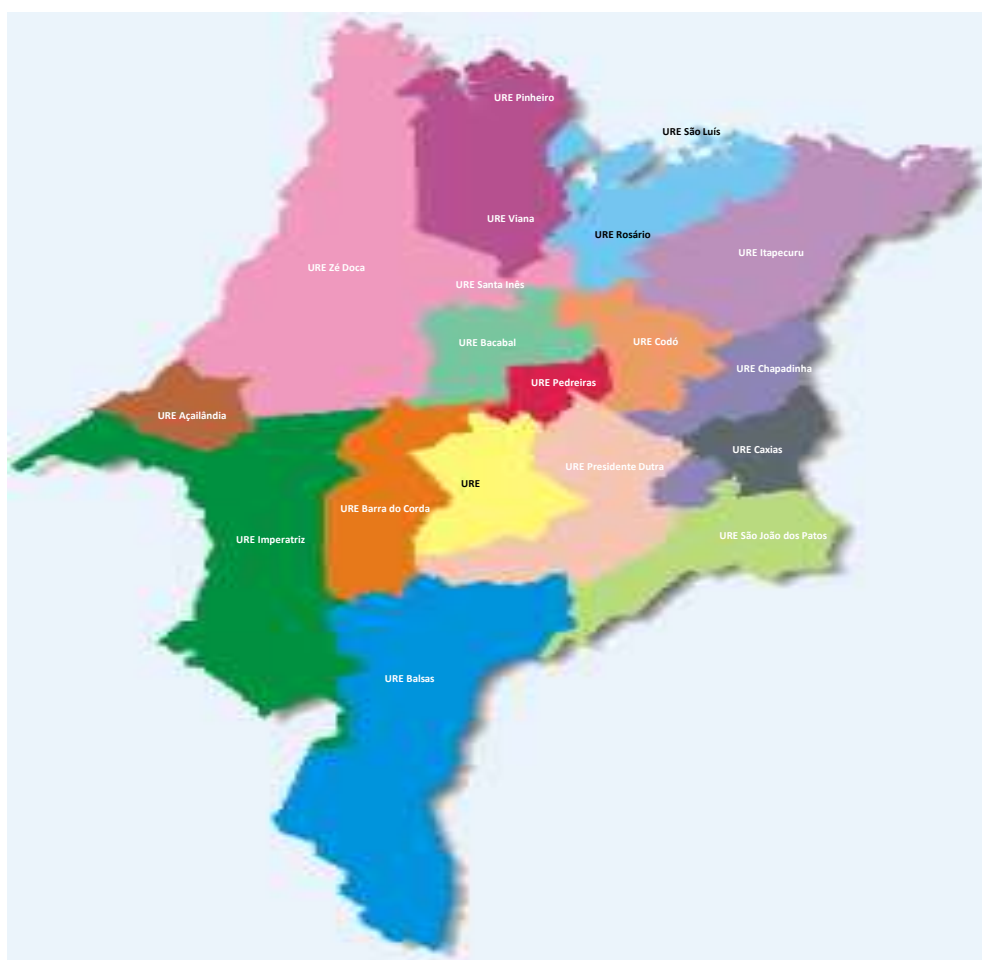 URE Pinheiro
URE São Luís
URE Viana
URE Rosário
URE Itapecuru
URE Zé Doca
URE Santa Inês
URE Bacabal
URE Codó
URE Chapadinha
URE Pedreiras
URE Açailândia
URE Caxias
URE Presidente Dutra
URE
URE Barra do Corda
URE Imperatriz
URE São João dos Patos
URE Balsas